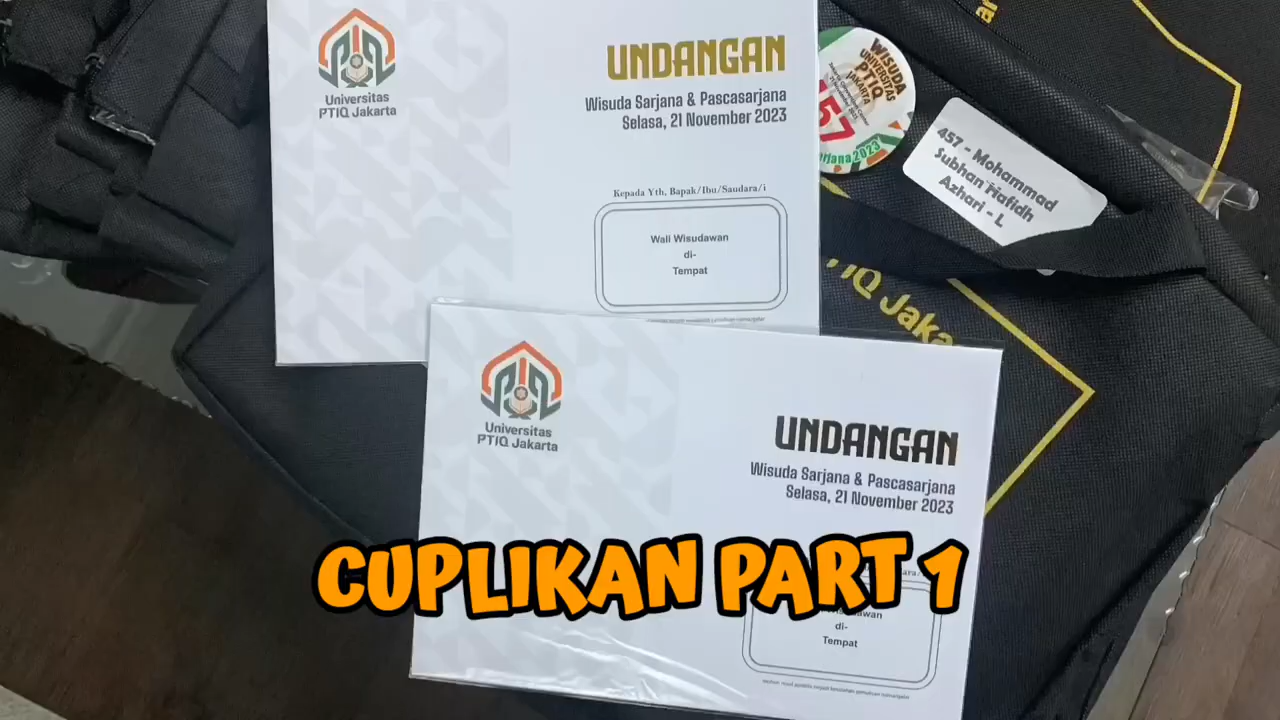 Universitas
PTIQ Jakarta
UNDANGAN
Wisuda Sarjana & Pascasarjana
Selasa, 21 November 2023
Kepada Yth, Bapak/Ibu/Saudara/i
Wali Wisudawan
di-
Tempat
WISUDA
UNIVERSITAS
PTIQ
JAKARTA
457 - Mohammad
Subhan Hafidh
Azhari - L
Universitas
PTIQ Jakarta
UNDANGAN
Wisuda Sarjana & Pascasarjana
Selasa, 21 November 2023
di-
Tempat
CUPLIKAN PART 1